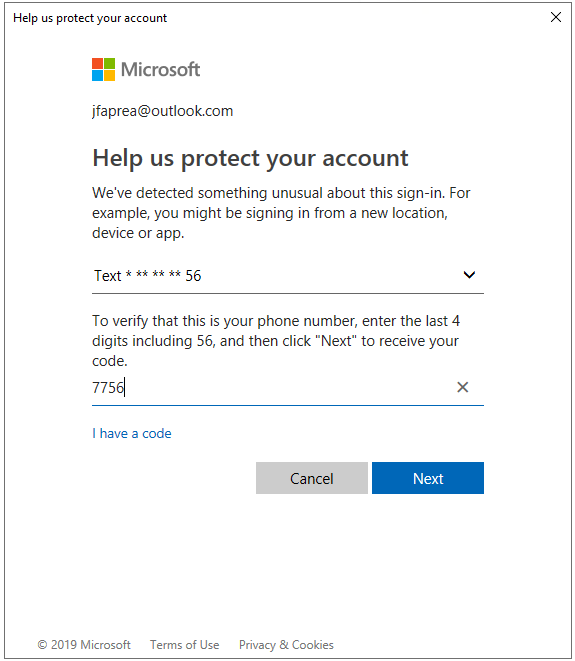 Help us protect your account
Microsoft
jfaprea@outlook.com
Help us protect your account
We've detected something unusual about this sign-in. For
example, you might be signing in from a new location,
device or app.
Text * ** ** ** 56
To verify that this is your phone number, enter the last 4
digits including 56, and then click "Next" to receive your
code.
7756
I have a code
Cancel Next
© 2019 Microsoft Terms of Use Privacy & Cookies